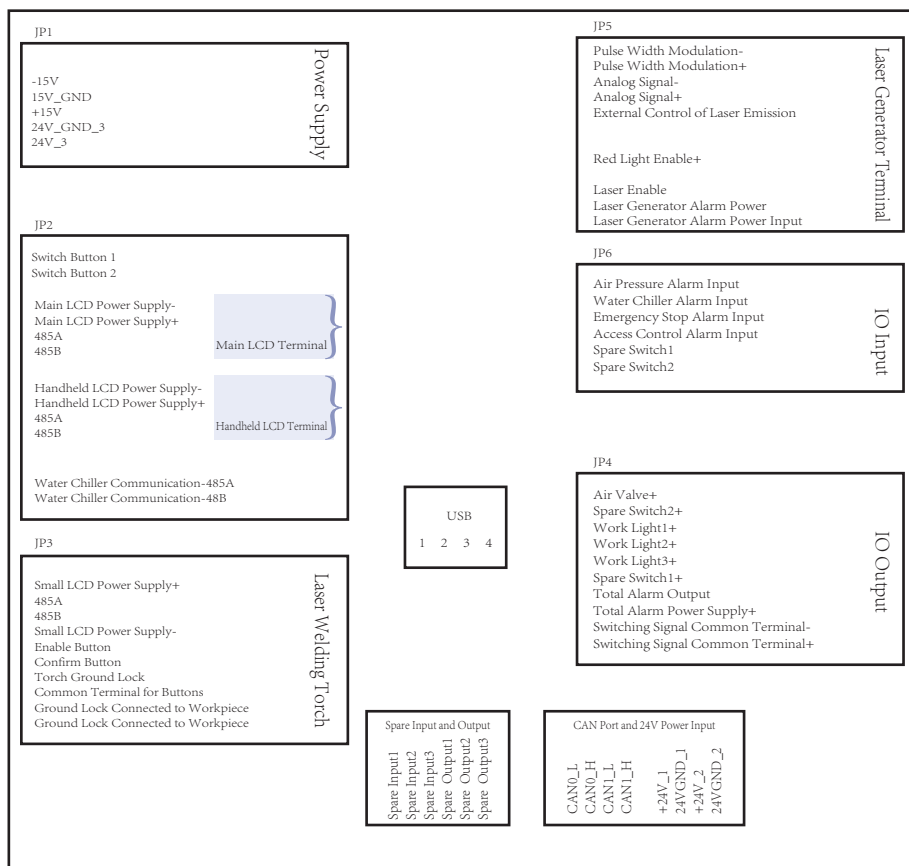 JP1
Power Supply
-15V
15V_GND
+15V
24V_GND_3
24V_3
JP2
Switch Button 1
Switch Button 2
Main LCD Power Supply-
Main LCD Power Supply+
485A
485B
Main LCD Terminal
Handheld LCD Power Supply-
Handheld LCD Power Supply+
485A
485B
Handheld LCD Terminal
Water Chiller Communication-485A
Water Chiller Communication-48B
JP3
Laser Welding Torch
Small LCD Power Supply+
485A
485B
Small LCD Power Supply-
Enable Button
Confirm Button
Torch Ground Lock
Common Terminal for Buttons
Ground Lock Connected to Workpiece
Ground Lock Connected to Workpiece
USB
1 2 3 4
JP5
Laser Generator Terminal
Pulse Width Modulation-
Pulse Width Modulation+
Analog Signal-
Analog Signal+
External Control of Laser Emission
Red Light Enable+
Laser Enable
Laser Generator Alarm Power
Laser Generator Alarm Power Input
JP6
IO Input
Air Pressure Alarm Input
Water Chiller Alarm Input
Emergency Stop Alarm Input
Access Control Alarm Input
Spare Switch1
Spare Switch2
JP4
IO Output
Air Valve+
Spare Switch2+
Work Light1+
Work Light2+
Work Light3+
Spare Switch1+
Total Alarm Output
Total Alarm Power Supply+
Switching Signal Common Terminal-
Switching Signal Common Terminal+
Spare Input and Output
Spare Input1
Spare Input2
Spare Input3
Spare Output1
Spare Output2
Spare Output3
CAN Port and 24V Power Input
CAN0_L
CAN0_H
CAN1_L
CAN1_H
+24V_1
24VGND_1
+24V_2
24VGND_2